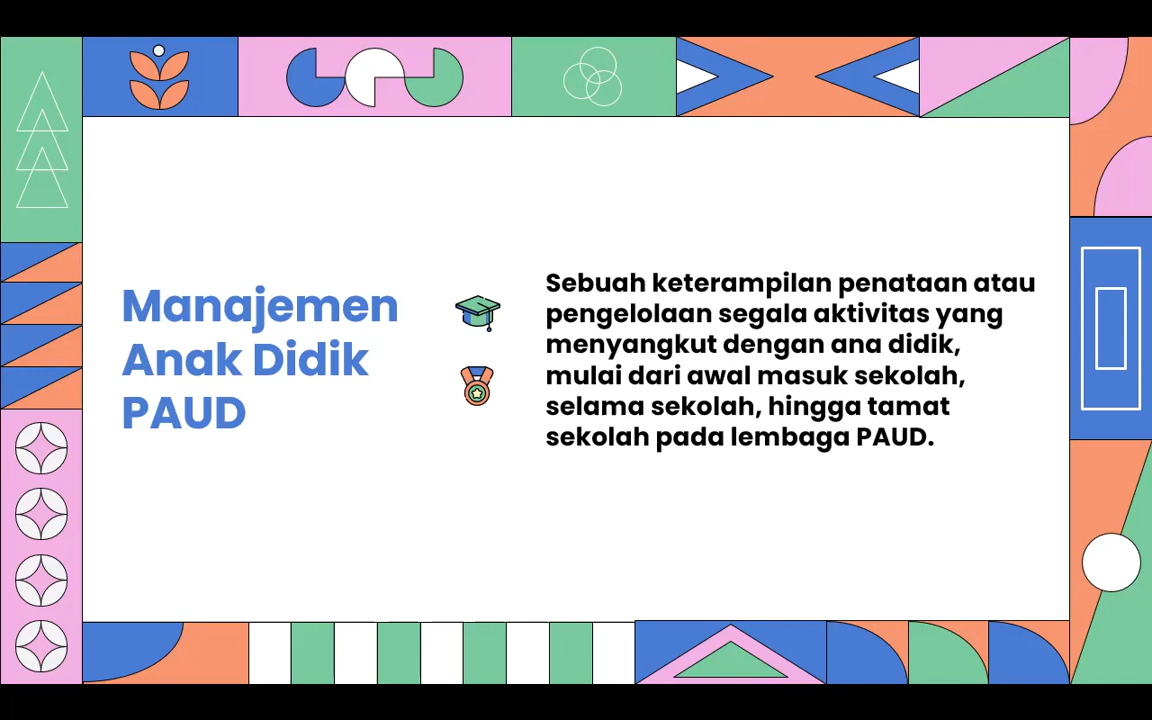 Manajemen
Anak Didik
PAUD
Sebuah keterampilan penataan atau
pengelolaan segala aktivitas yang
menyangkut dengan ana didik,
mulai dari awal masuk sekolah,
selama sekolah, hingga tamat
sekolah pada lembaga PAUD.